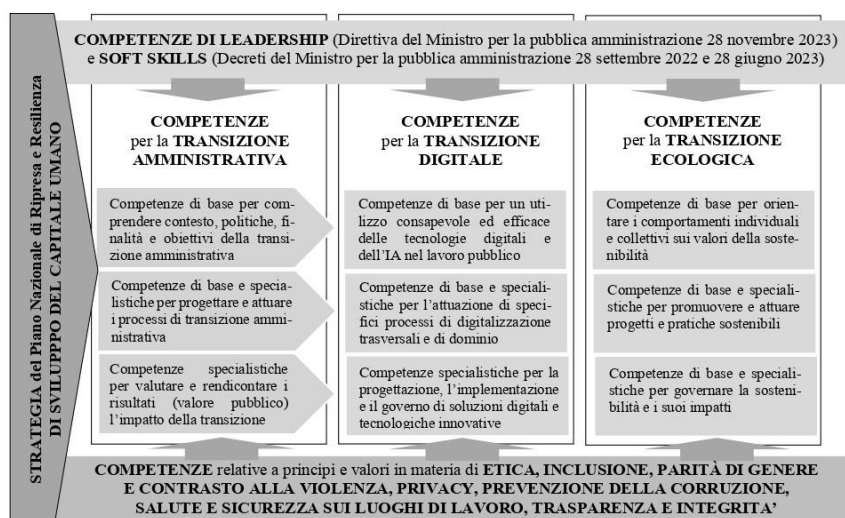 STRATEGIA del Piano Nazionale di Ripresa e Resilienza
DI SVILUPPO DEL CAPITALE UMANO
COMPETENZE DI LEADERSHIP (Direttiva del Ministro per la pubblica amministrazione 28 novembre 2023)
e SOFT SKILLS (Decreti del Ministro per la pubblica amministrazione 28 settembre 2022 e 28 giugno 2023)
COMPETENZE
per la TRANSIZIONE
AMMINISTRATIVA
Competenze di base per com-
prendere contesto, politiche, fi-
nalità e obiettivi della transi-
zione amministrativa
Competenze di base e specia-
listiche per progettare e attuare
i processi di transizione ammi-
nistrativa
Competenze specialistiche
per valutare e rendicontare i
risultati (valore pubblico)
l’impatto della transizione
COMPETENZE
per la TRANSIZIONE
DIGITALE
Competenze di base per un uti-
lizzo consapevole ed efficace
delle tecnologie digitali e
dell’IA nel lavoro pubblico
Competenze di base e speciali-
stiche per l’attuazione di speci-
fici processi di digitalizzazione
trasversali e di dominio
Competenze specialistiche per la
progettazione, l’implementazione
e il governo di soluzioni digitali e
tecnologiche innovative
COMPETENZE
per la TRANSIZIONE
ECOLOGICA
Competenze di base per orien-
tare i comportamenti individuali
e collettivi sui valori della soste-
nibilità
Competenze di base e speciali-
stiche per promuovere e attuare
progetti e pratiche sostenibili
Competenze di base e speciali-
stiche per governare la sosteni-
bilità e i suoi impatti
COMPETENZE relative a principi e valori in materia di ETICA, INCLUSIONE, PARITÀ DI GENERE
E CONTRASTO ALLA VIOLENZA, PRIVACY, PREVENZIONE DELLA CORRUZIONE,
SALUTE E SICUREZZA SUI LUOGHI DI LAVORO, TRASPARENZA E INTEGRITA’